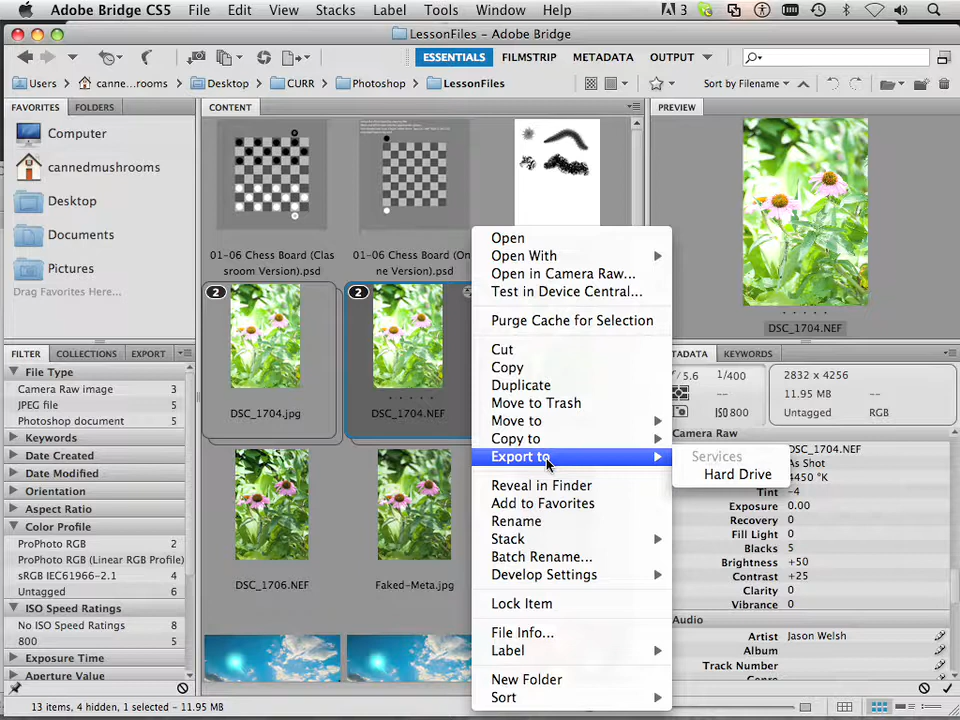 Adobe Bridge CS5 File Edit View Stacks Label Tools Window Help 3
LessonFiles – Adobe Bridge
ESSENTIALS FILMSTRIP METADATA OUTPUT
Users canne...rooms Desktop CURR Photoshop LessonFiles Sort by Filename
FAVORITES FOLDERS
Computer
cannedmushrooms
Desktop
Documents
Pictures
Drag Favorites Here...
FILTER COLLECTIONS EXPORT
File Type
Camera Raw image 3
JPEG file 5
Photoshop document 5
Keywords
Date Created
Date Modified
Orientation
Aspect Ratio
Color Profile
ProPhoto RGB 2
ProPhoto RGB (Linear RGB Profile) 1
sRGB IEC61966-2.1 4
Untagged 6
ISO Speed Ratings
No ISO Speed Ratings 8
800 5
Exposure Time
Aperture Value
CONTENT
01-06 Chess Board (Clas
sroom Version).psd
01-06 Chess Board (On
ne Version).psd
2
DSC_1704.jpg
2
DSC_1704.NEF
DSC_1706.NEF
Faked-Meta.jpg
Open
Open With
Open in Camera Raw...
Test in Device Central...
Purge Cache for Selection
Cut
Copy
Duplicate
Move to Trash
Move to
Copy to
Export to
Reveal in Finder
Add to Favorites
Rename
Stack
Batch Rename...
Develop Settings
Lock Item
File Info...
Label
New Folder
Sort
Services
Hard Drive
PREVIEW
DSC_1704.NEF
ADATA KEYWORDS
/5.6 1/400
-- --
ISO800
2832 x 4256
11.95 MB --
Untagged RGB
Camera Raw
DSC_1704.NEF
As Shot
4450 °K
Tint -4
Exposure 0.00
Recovery 0
Fill Light 0
Blacks 5
Brightness +50
Contrast +25
Clarity 0
Vibrance 0
Audio
Artist Jason Welsh
Album
Track Number
Genre
13 items, 4 hidden, 1 selected - 11.95 MB